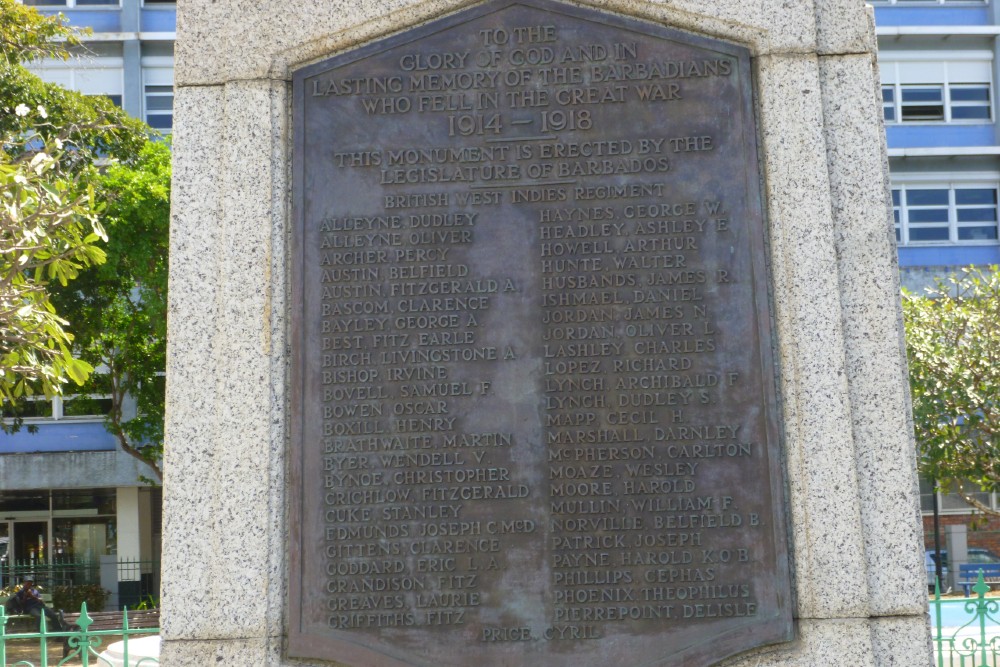 TO THE
GLORY OF GOD AND IN
LASTING MEMORY OF THE BARBADIANS
WHO FELL IN THE GREAT WAR
1914 – 1918
THIS MONUMENT IS ERECTED BY THE
LEGISLATURE OF BARBADOS
BRITISH WEST INDIES REGIMENT
ALLEYNE DUDLEY
ALLEYNE OLIVER
ARCHER PERCY
AUSTIN BELFIELD
AUSTIN, FITZGERALD A
BASCOM, CLARENCE
BAYLEY, GEORGE A
BEST FITZ EARLE
BIRCH, LIVINGSTONE A
BISHOP IRVINE
BOVELL, SAMUEL F
BOWEN OSCAR
BOXILL, HENRY
BRATHWAITE, MARTIN
BYER, WENDELL V.
BYNOE, CHRISTOPHER
CRICHLOW, FITZGERALD
CUKE, STANLEY
EDMUNDS JOSEPH C MCD
GITTENS, CLARENCE
GODDARD ERIC L A
GRANDISON, FITZ
GREAVES, LAURIE
GRIFFITHS, FITZ
HAYNES, GEORGE W.
HEADLEY, ASHLEY E
HOWELL, ARTHUR
HUNTE, WALTER
HUSBANDS, JAMES R.
ISHMAEL, DANIEL
JORDAN, JAMES N
JORDAN, OLIVER L
LASHLEY, CHARLES
LOPEZ, RICHARD
LYNCH, ARCHIBALD F
LYNCH, DUDLEY S.
MAPP CECIL H
MARSHALL, DARNLEY
MCPHERSON, CARLTON
MOAZE, WESLEY
MOORE, HAROLD
MULLIN, WILLIAM F.
NORVILLE, BELFIELD B.
PATRICK JOSEPH
PAYNE, HAROLD K.O'B
PHILLIPS, CEPHAS
PHOENIX, THEOPHILUS
PIERREPOINT, DELISLE
PRICE, CYRIL